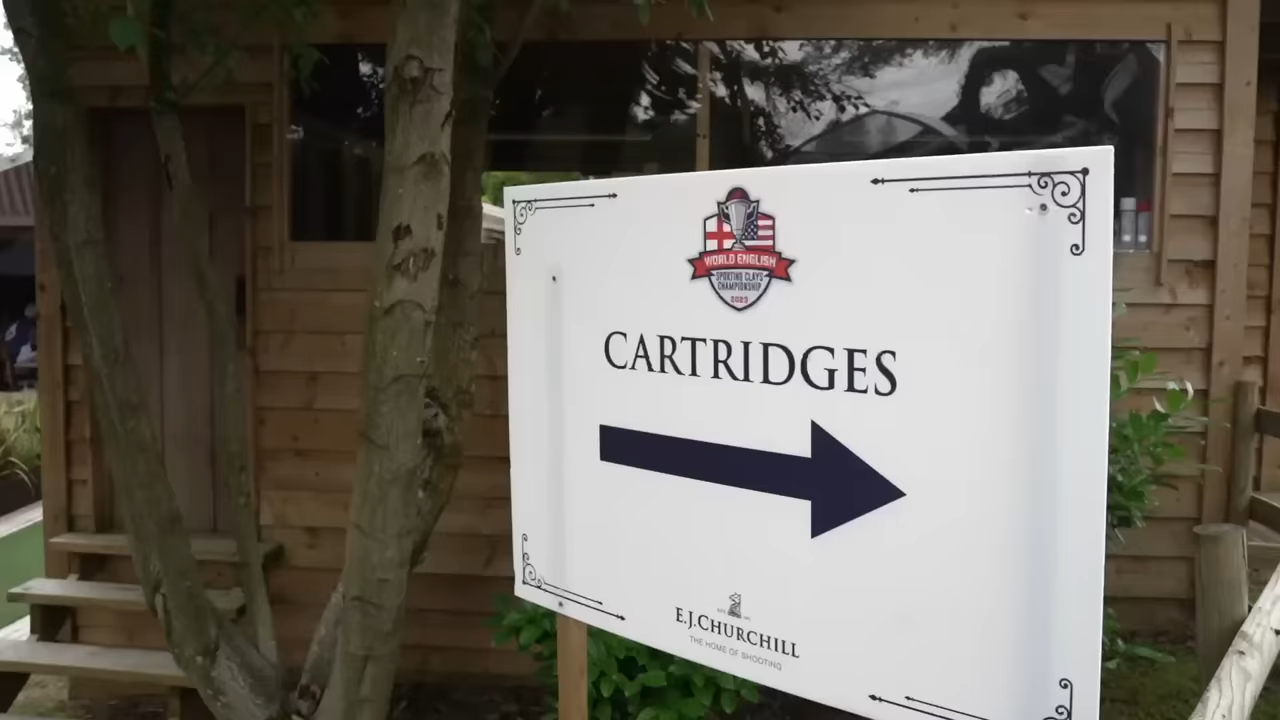 WORLD ENGLISH
SPORTING CLAYS
CHAMPIONSHIP
2023
CARTRIDGES
E.J.CHURCHILL
THE HOME OF SHOOTING